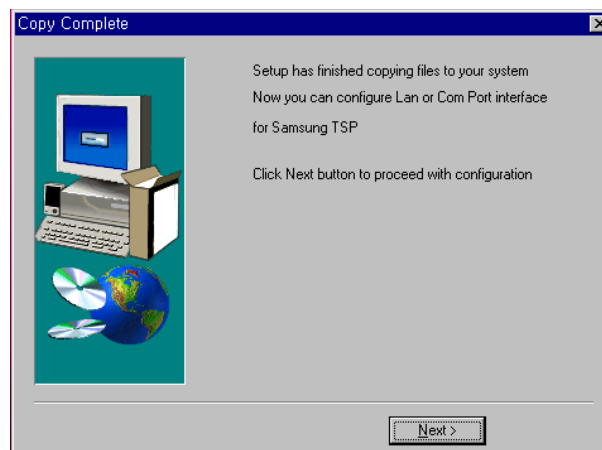 Copy Complete
Setup has finished copying files to your system
Now you can configure Lan or Com Port interface
for Samsung TSP
Click Next button to proceed with configuration
Next >